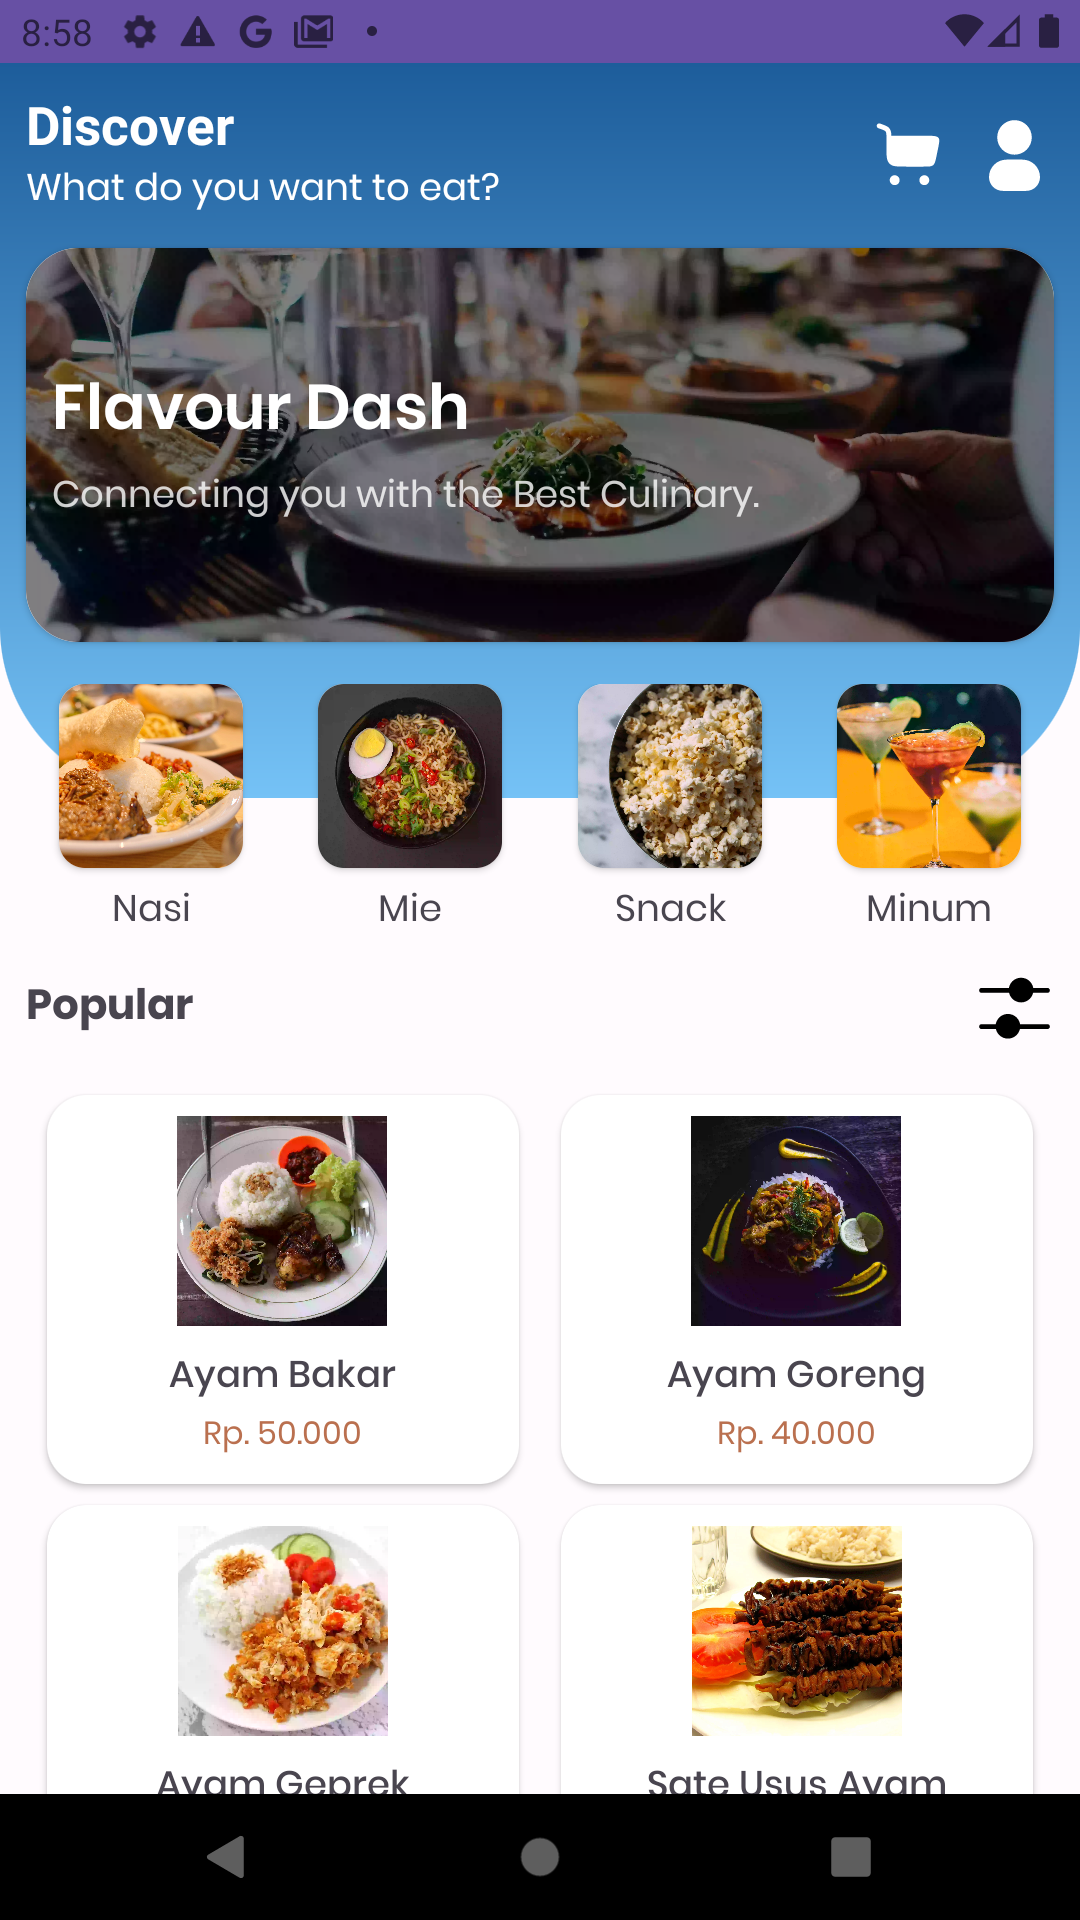 8:58
Discover
What do you want to eat?
Flavour Dash
Connecting you with the Best Culinary.
Nasi
Mie
Snack
Minum
Popular
Ayam Bakar
Ayam Goreng
Rp. 50.000
Rp. 40.000
Ayam Geprek
Sate Usus Ayam